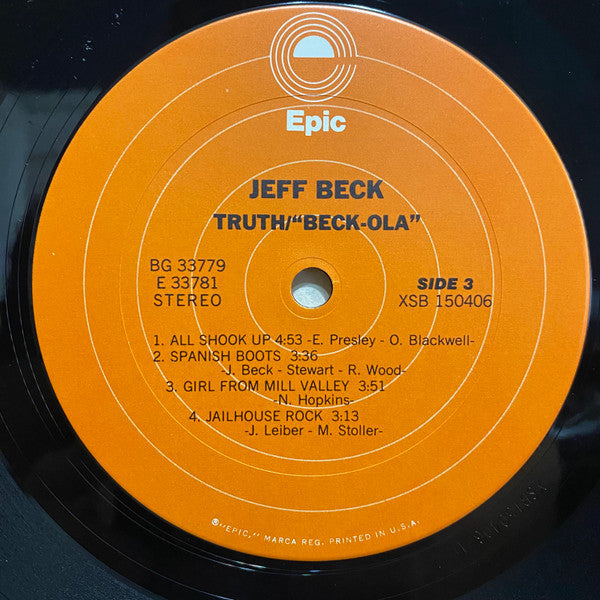 Epic
JEFF BECK
TRUTH/“BECK-OLA”
BG 33779
E 33781
STEREO
SIDE 3
XSB 150406
1. ALL SHOOK UP 4:53 -E. Presley - O. Blackwell-
2. SPANISH BOOTS 3:36
-J. Beck - Stewart - R. Wood-
3. GIRL FROM MILL VALLEY 3:51
-N. Hopkins-
4. JAILHOUSE ROCK 3:13
-J. Leiber - M. Stoller-
®“EPIC,” MARCA REG. PRINTED IN U.S.A.